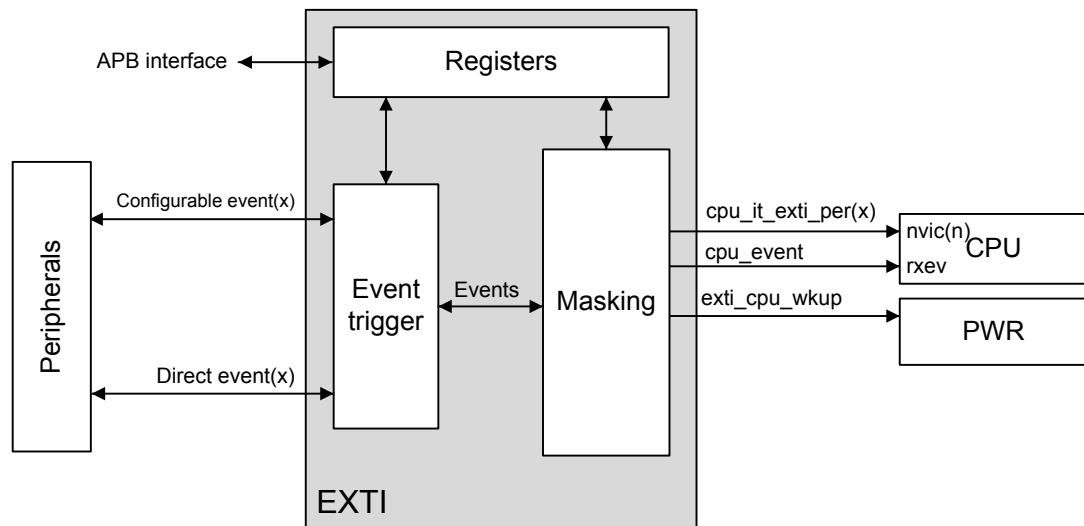 APB interface
Registers
Peripherals
Configurable event(x)
Direct event(x)
Event
trigger
Events
Masking
cpu_it_exti_per(x)
cpu_event
exti_cpu_wkup
nvic(n)
CPU
rxev
PWR
EXTI